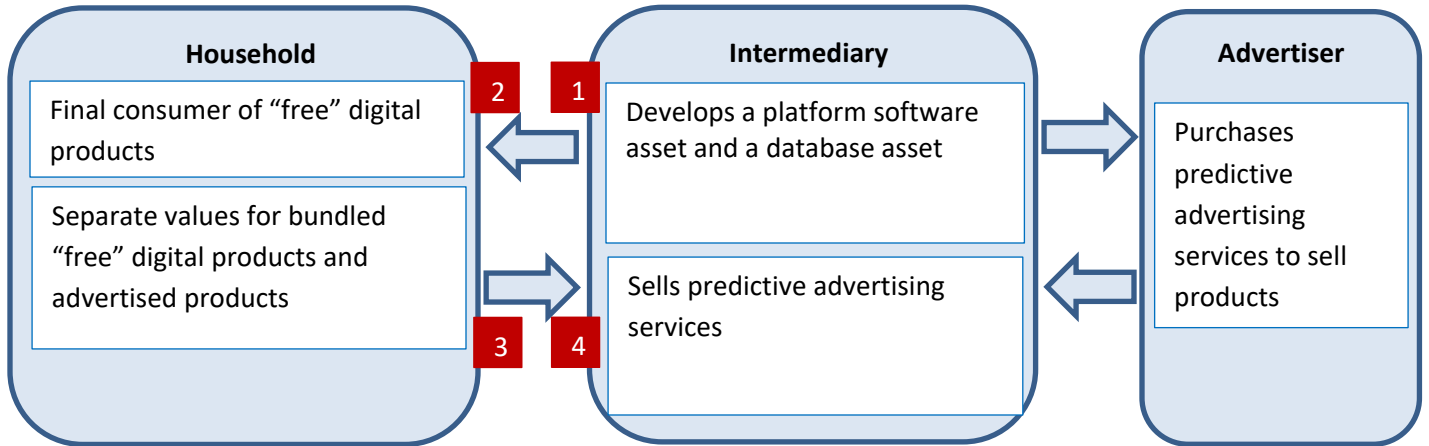 Household
2
Final consumer of “free” digital
products
Separate values for bundled
“free” digital products and
advertised products
3
Intermediary
1
Develops a platform software
asset and a database asset
4
Sells predictive advertising
services
Advertiser
Purchases
predictive
advertising
services to sell
products